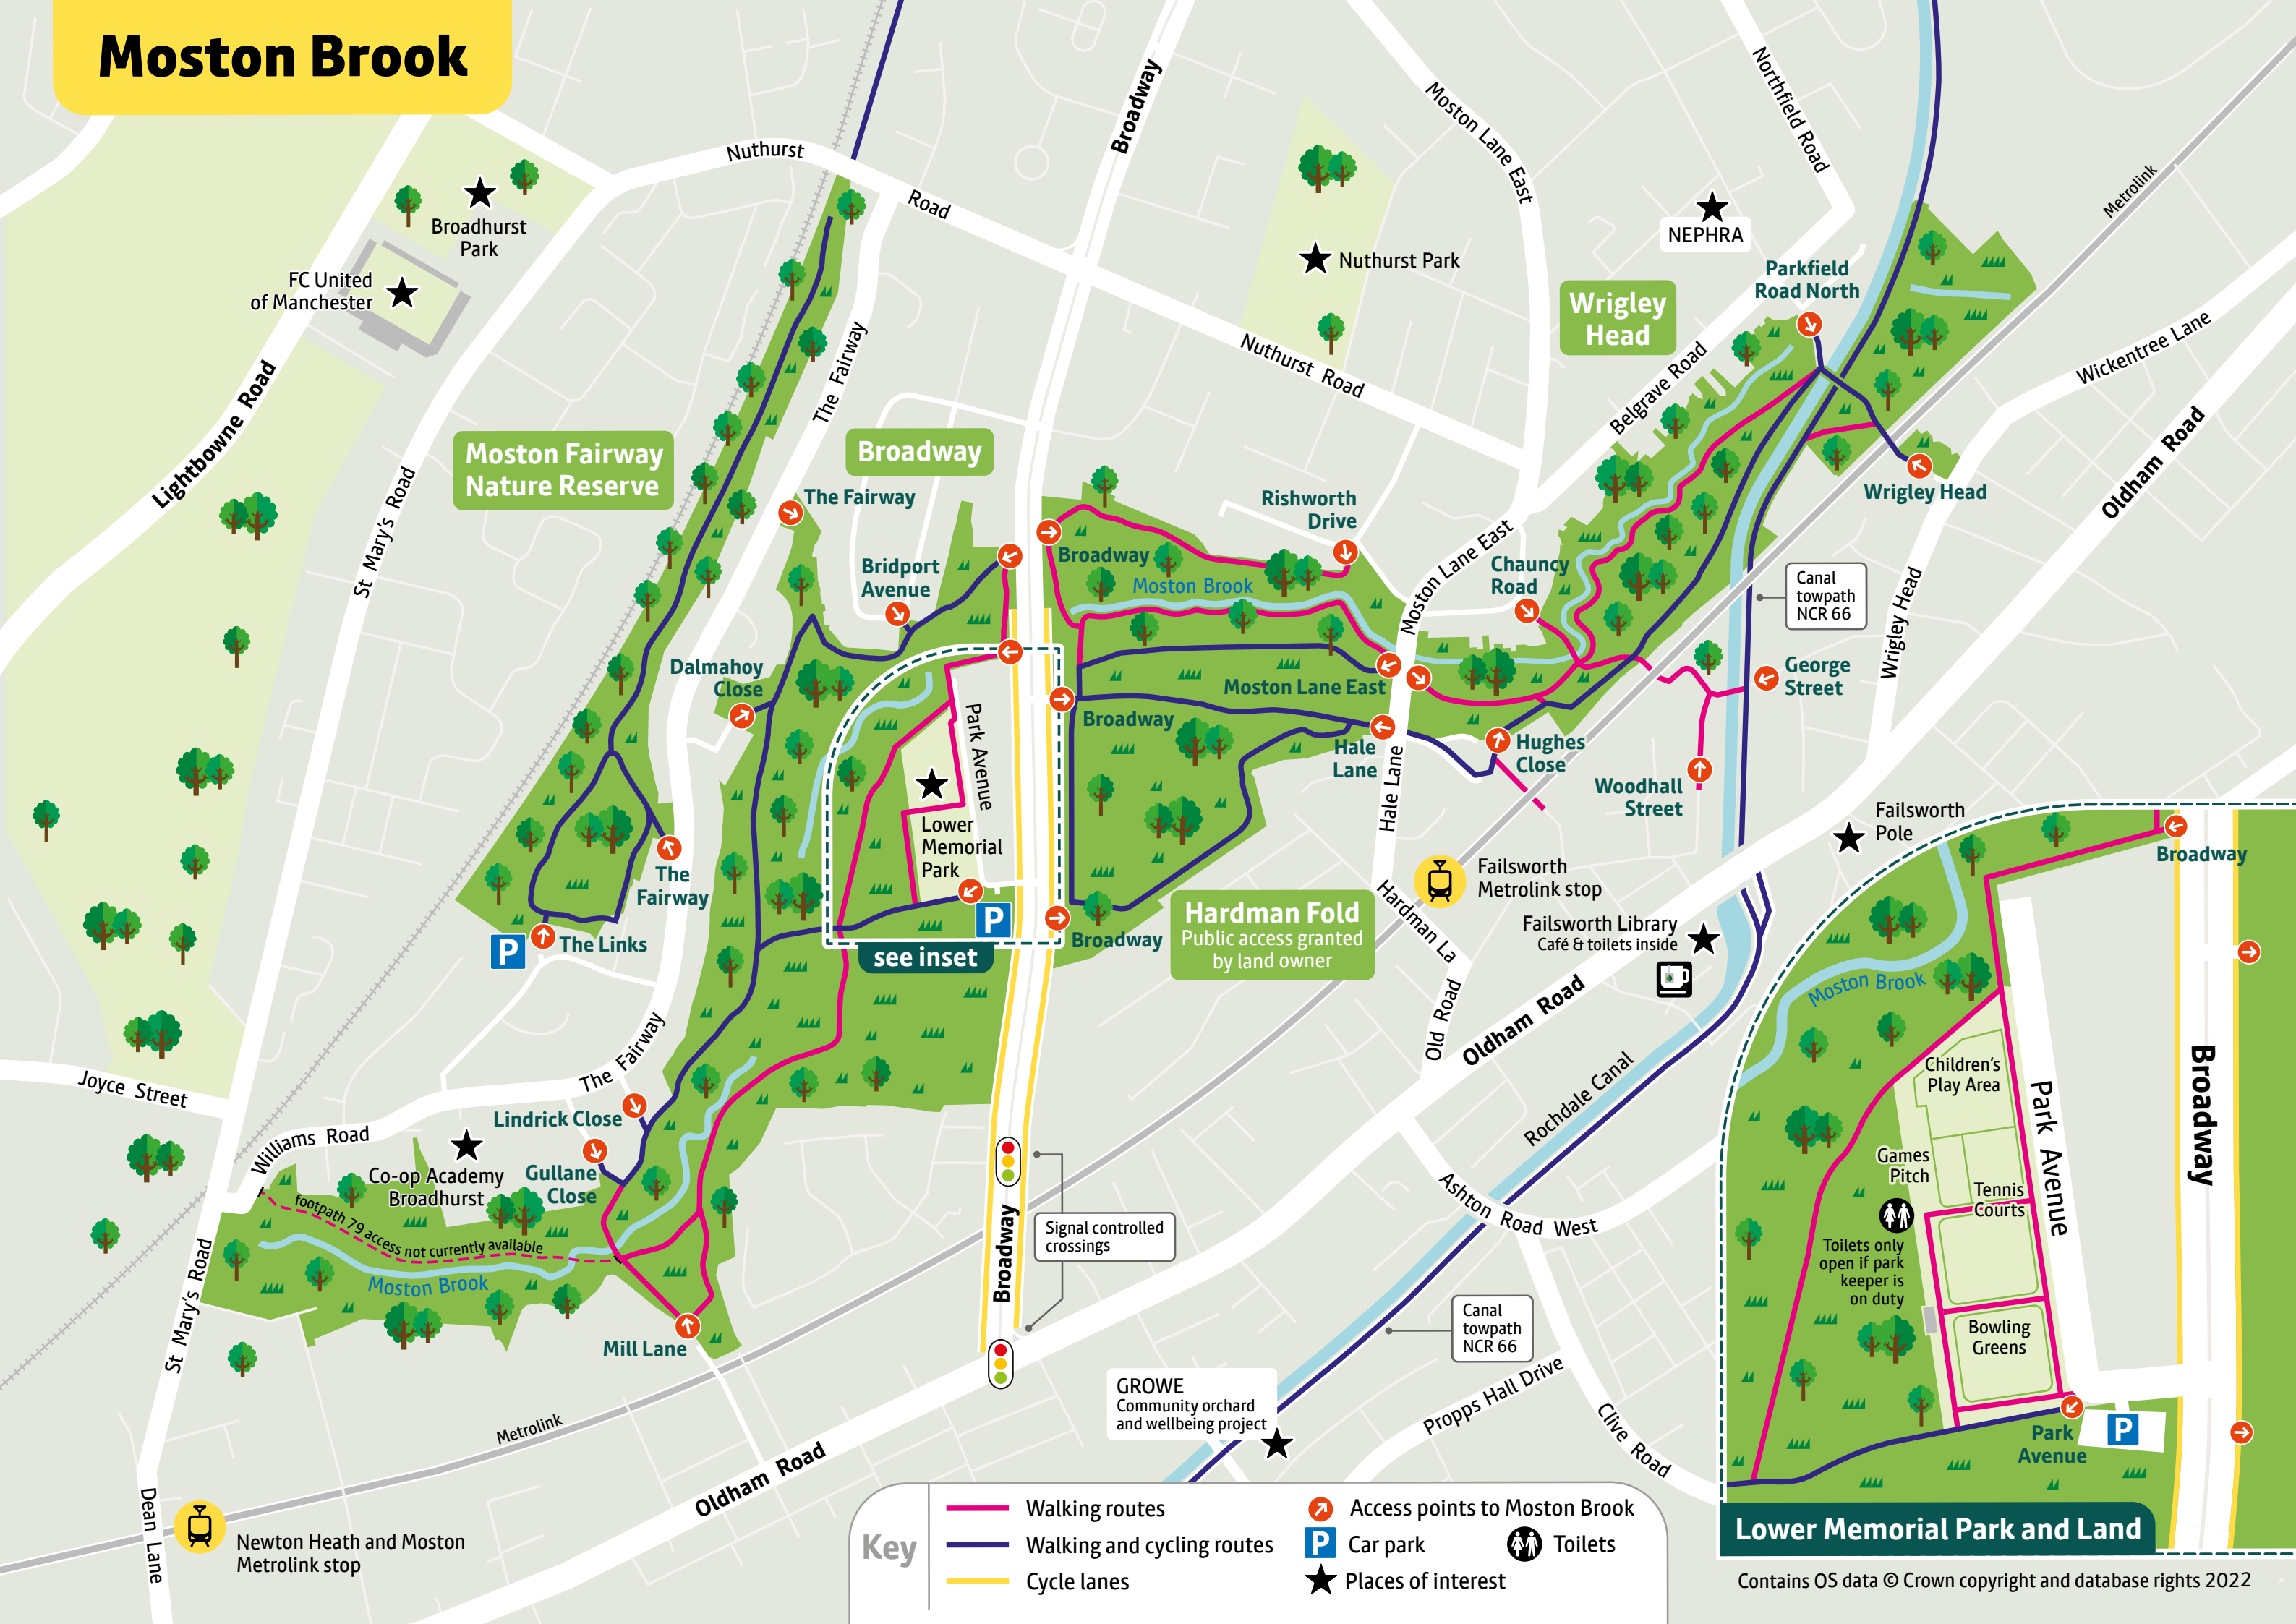 Moston Brook
Nuthurst
Road
Broadway
Moston Lane East
Northfield Road
Metrolink
Broadhurst
Park
FC United
of Manchester
Nuthurst Park
NEPHRA
Parkfield
Road North
Wrigley
Head
Lightbowne Road
St Mary's Road
The Fairway
Nuthurst Road
Belgrave Road
Wickentree Lane
Oldham Road
Moston Fairway
Nature Reserve
Broadway
The Fairway
Rishworth
Drive
Wrigley Head
Bridport
Avenue
Broadway
Moston Brook
Moston Lane East
Chauncy
Road
Canal
towpath
NCR 66
Wrigley Head
Dalmahoy
Close
Moston Lane East
George
Street
Park Avenue
Broadway
Hale
Lane
Hale Lane
Hughes
Close
Woodhall
Street
Lower
Memorial
Park
P
The
Fairway
P
The Links
see inset
Broadway
Hardman Fold
Public access granted
by land owner
Hardman La
Old Road
Failsworth
Metrolink stop
Failsworth
Pole
Failsworth Library
Café & toilets inside
Oldham Road
Rochdale Canal
Joyce Street
Williams Road
The Fairway
Lindrick Close
Gullane
Close
Co-op Academy
Broadhurst
footpath 79 access not currently available
Moston Brook
St Mary's Road
Mill Lane
Broadway
Signal controlled
crossings
Ashton Road West
Canal
towpath
NCR 66
Propps Hall Drive
Clive Road
GROWE
Community orchard
and wellbeing project
Metrolink
Oldham Road
Dean Lane
Newton Heath and Moston
Metrolink stop
Broadway
Moston Brook
Children's
Play Area
Games
Pitch
Tennis
Courts
Toilets only
open if park
keeper is
on duty
Bowling
Greens
Park Avenue
Broadway
Park
Avenue
P
Lower Memorial Park and Land
Key
Walking routes
Walking and cycling routes
Cycle lanes
Access points to Moston Brook
P
Car park
Toilets
Places of interest
Contains OS data © Crown copyright and database rights 2022